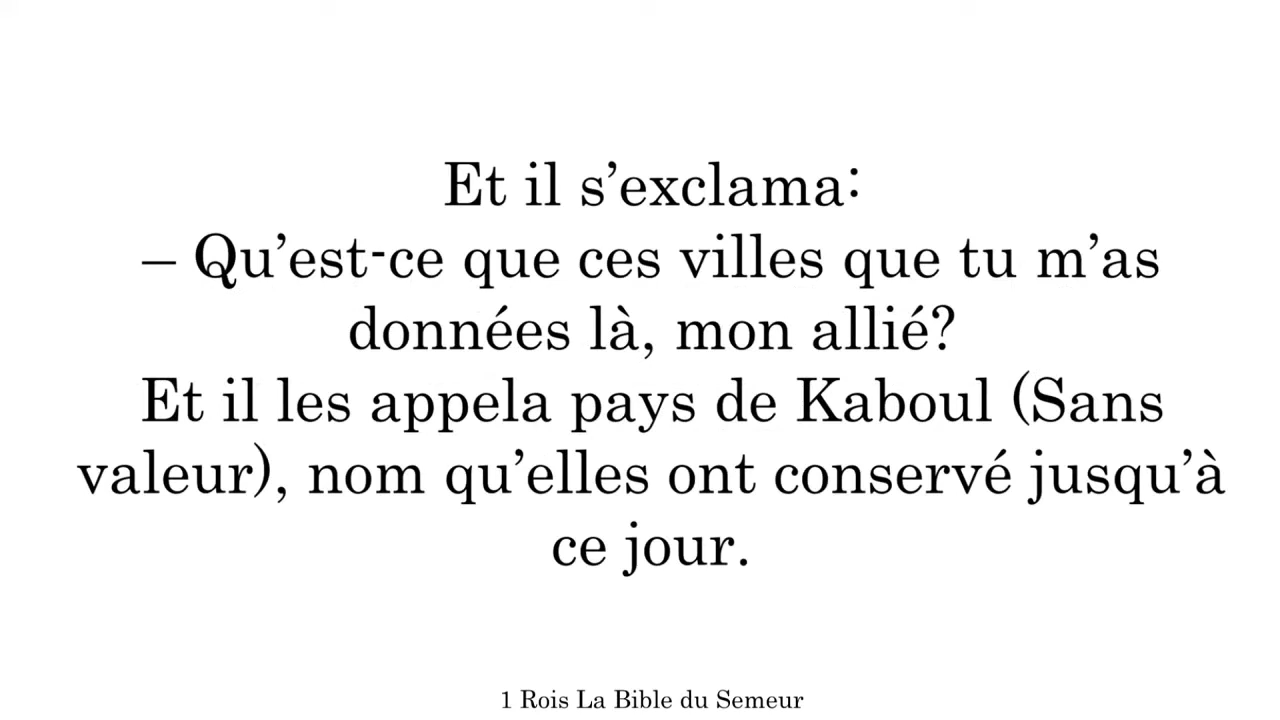 Et il s’exclama:
– Qu’est-ce que ces villes que tu m’as
données là, mon allié?
Et il les appela pays de Kaboul (Sans
valeur), nom qu’elles ont conservé jusqu’à
ce jour.
1 Rois La Bible du Semeur